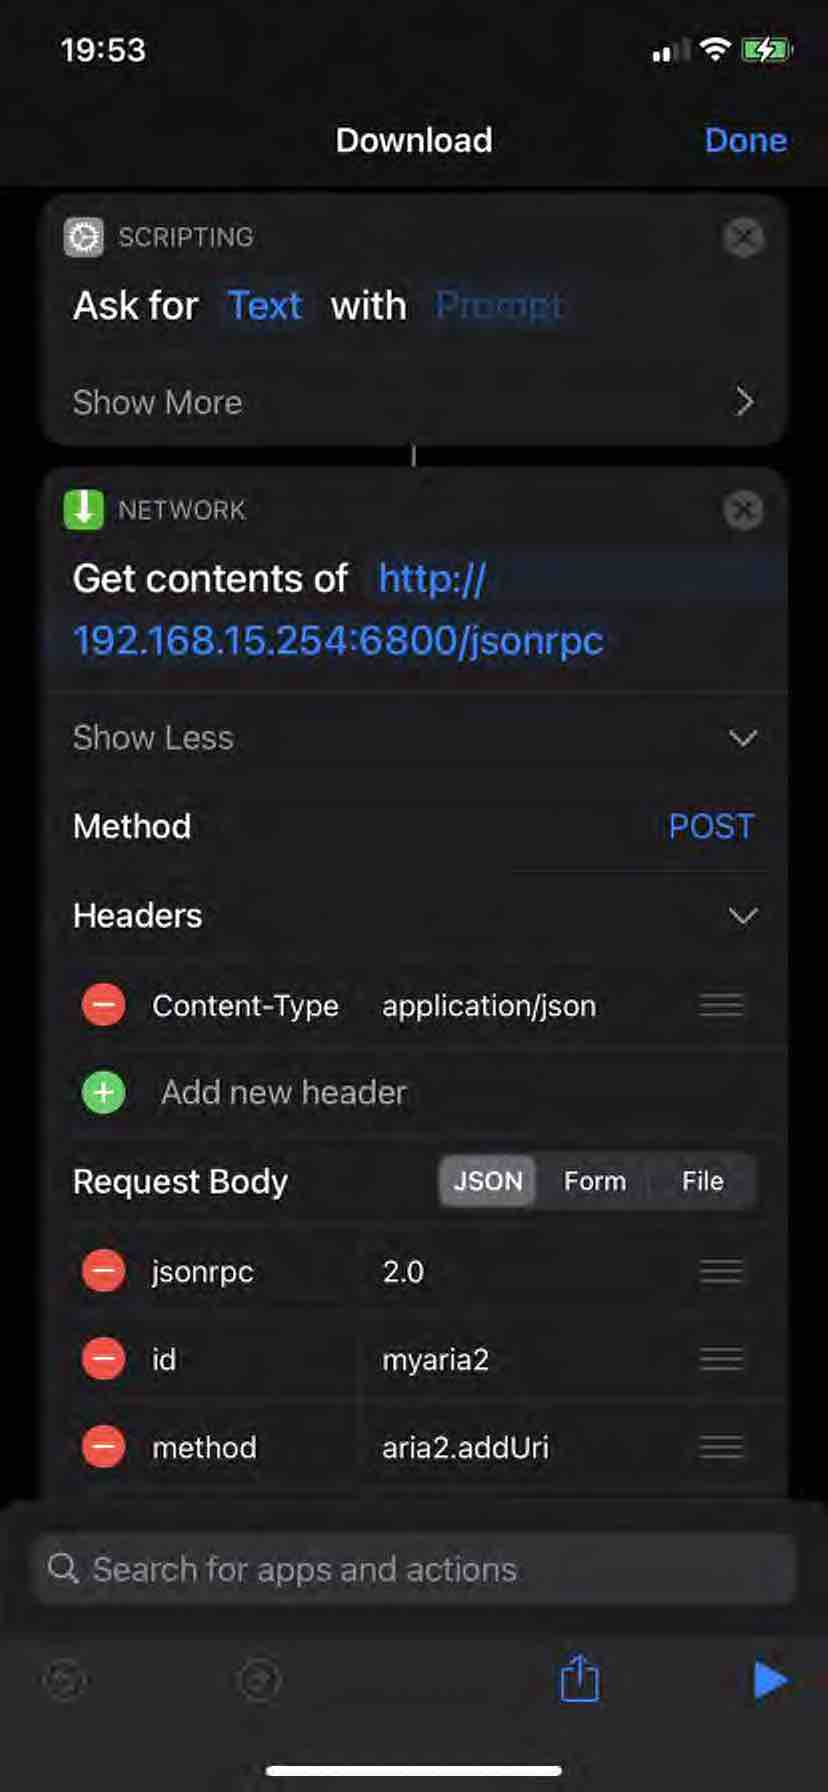 19:53
Download
Done
SCRIPTING
Ask for Text with Prompt
Show More
NETWORK
Get contents of http://
192.168.15.254:6800/jsonrpc
Show Less
Method POST
Headers
Content-Type application/json
Add new header
Request Body JSON Form File
jsonrpc 2.0
id myaria2
method aria2.addUri
Search for apps and actions